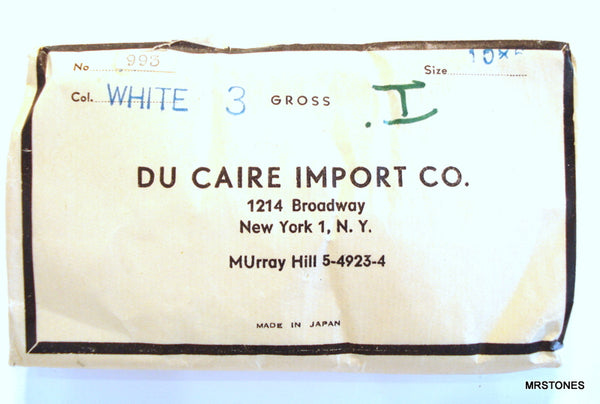 No. 993 Size
Col. WHITE 3 GROSS I
DU CAIRE IMPORT CO.
1214 Broadway
New York 1, N. Y.
MUrray Hill 5-4923-4
MADE IN JAPAN
MRSTONES